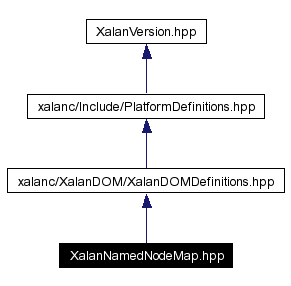 XalanVersion.hpp
xalanc/Include/PlatformDefinitions.hpp
xalanc/XalanDOM/XalanDOMDefinitions.hpp
XalanNamedNodeMap.hpp